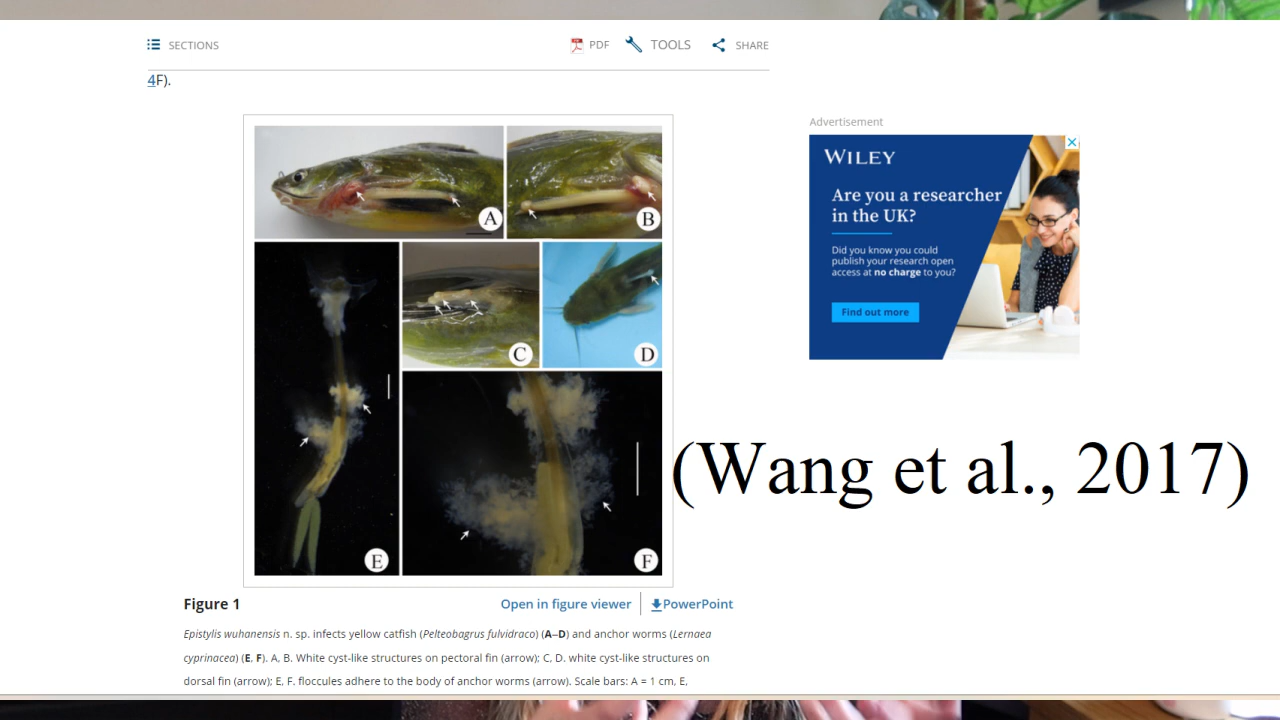 SECTIONS
PDF
TOOLS
SHARE
4F).
Advertisement
WILEY
Are you a researcher
in the UK?
Did you know you could
publish your research open
access at no charge to you?
Find out more
A
B
C
D
E
F
(Wang et al., 2017)
Figure 1
Open in figure viewer
PowerPoint
Epistylis wuhanensis n. sp. infects yellow catfish (Pelteobagrus fulvidraco) (A–D) and anchor worms (Lernaea
cyprinacea) (E, F). A, B. White cyst-like structures on pectoral fin (arrow); C, D. white cyst-like structures on
dorsal fin (arrow); E, F. floccules adhere to the body of anchor worms (arrow). Scale bars: A = 1 cm, E,